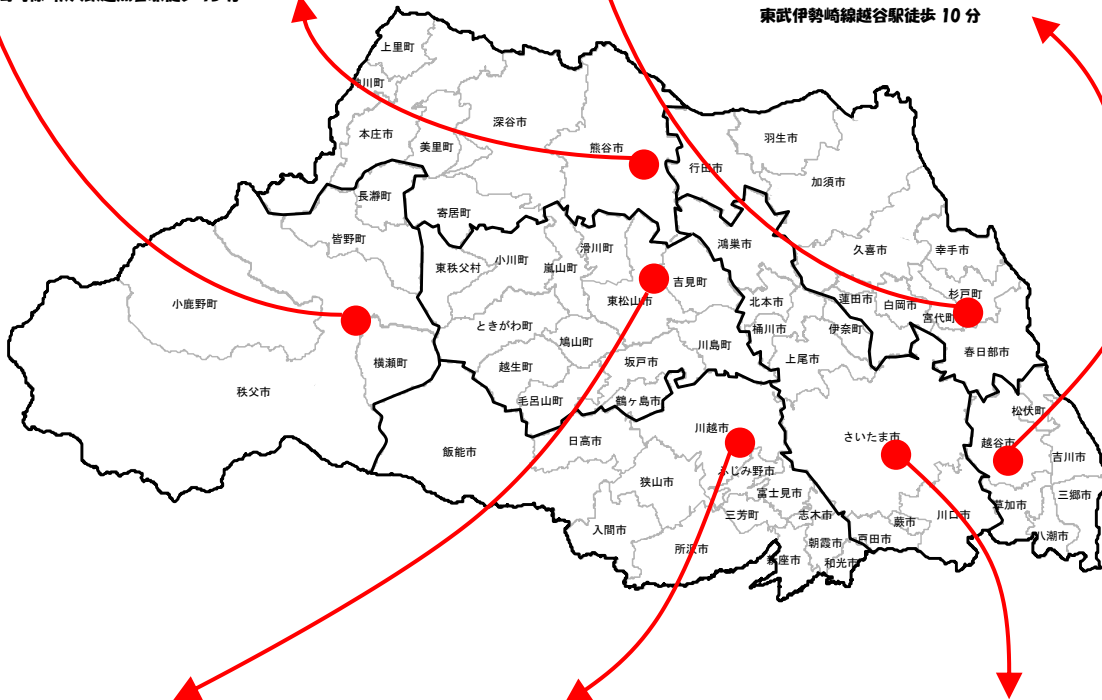 東武伊勢崎線越谷駅徒歩 10 分
上里町
神川町
本庄市
美里町
深谷市
熊谷市
行田市
羽生市
加須市
長瀞町
寄居町
皆野町
小鹿野町
横瀬町
秩父市
東秩父村
小川町
嵐山町
滑川町
吉見町
東松山市
ときがわ町
鳩山町
越生町
毛呂山町
坂戸市
川島町
鶴ヶ島市
鴻巣市
北本市
桶川市
上尾市
伊奈町
蓮田市
白岡市
久喜市
幸手市
杉戸町
宮代町
春日部市
松伏町
越谷市
吉川市
三郷市
草加市
八潮市
さいたま市
川口市
蕨市
戸田市
飯能市
日高市
川越市
ふじみ野市
狭山市
富士見市
三芳町
志木市
入間市
所沢市
新座市
朝霞市
和光市